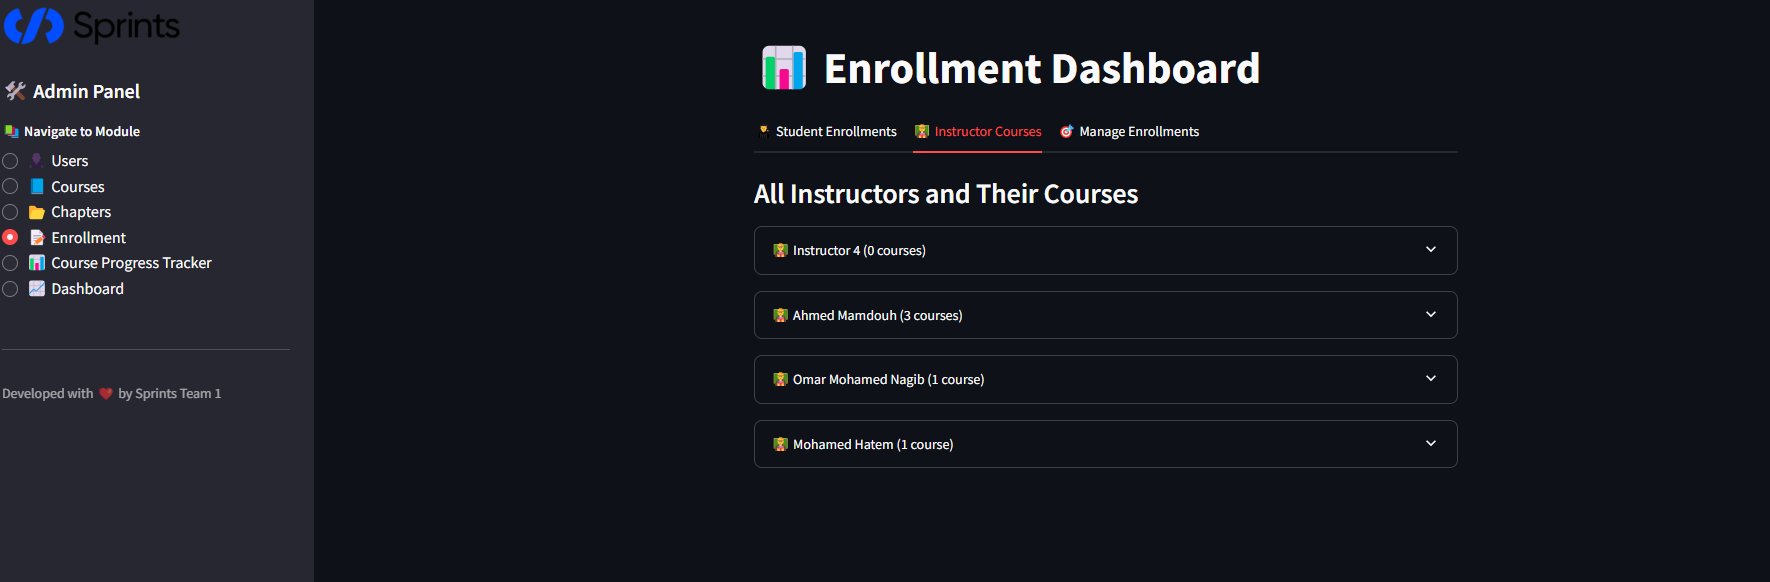 Sprints
Admin Panel
Navigate to Module
Users
Courses
Chapters
Enrollment
Course Progress Tracker
Dashboard
Developed with ❤️ by Sprints Team 1
Enrollment Dashboard
Student Enrollments
Instructor Courses
Manage Enrollments
All Instructors and Their Courses
Instructor 4 (0 courses)
Ahmed Mamdouh (3 courses)
Omar Mohamed Nagib (1 course)
Mohamed Hatem (1 course)